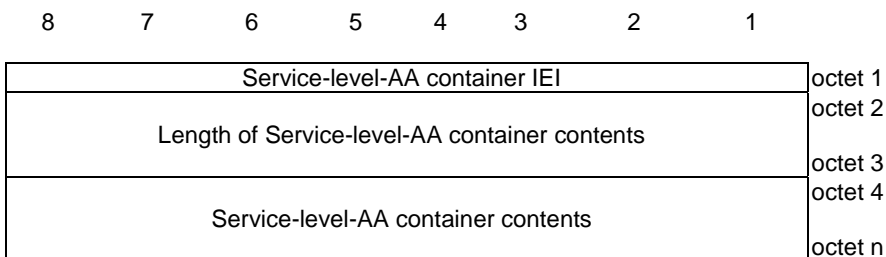 8 7 6 5 4 3 2 1
Service-level-AA container IEI octet 1
octet 2
Length of Service-level-AA container contents
octet 3
octet 4
Service-level-AA container contents
octet n